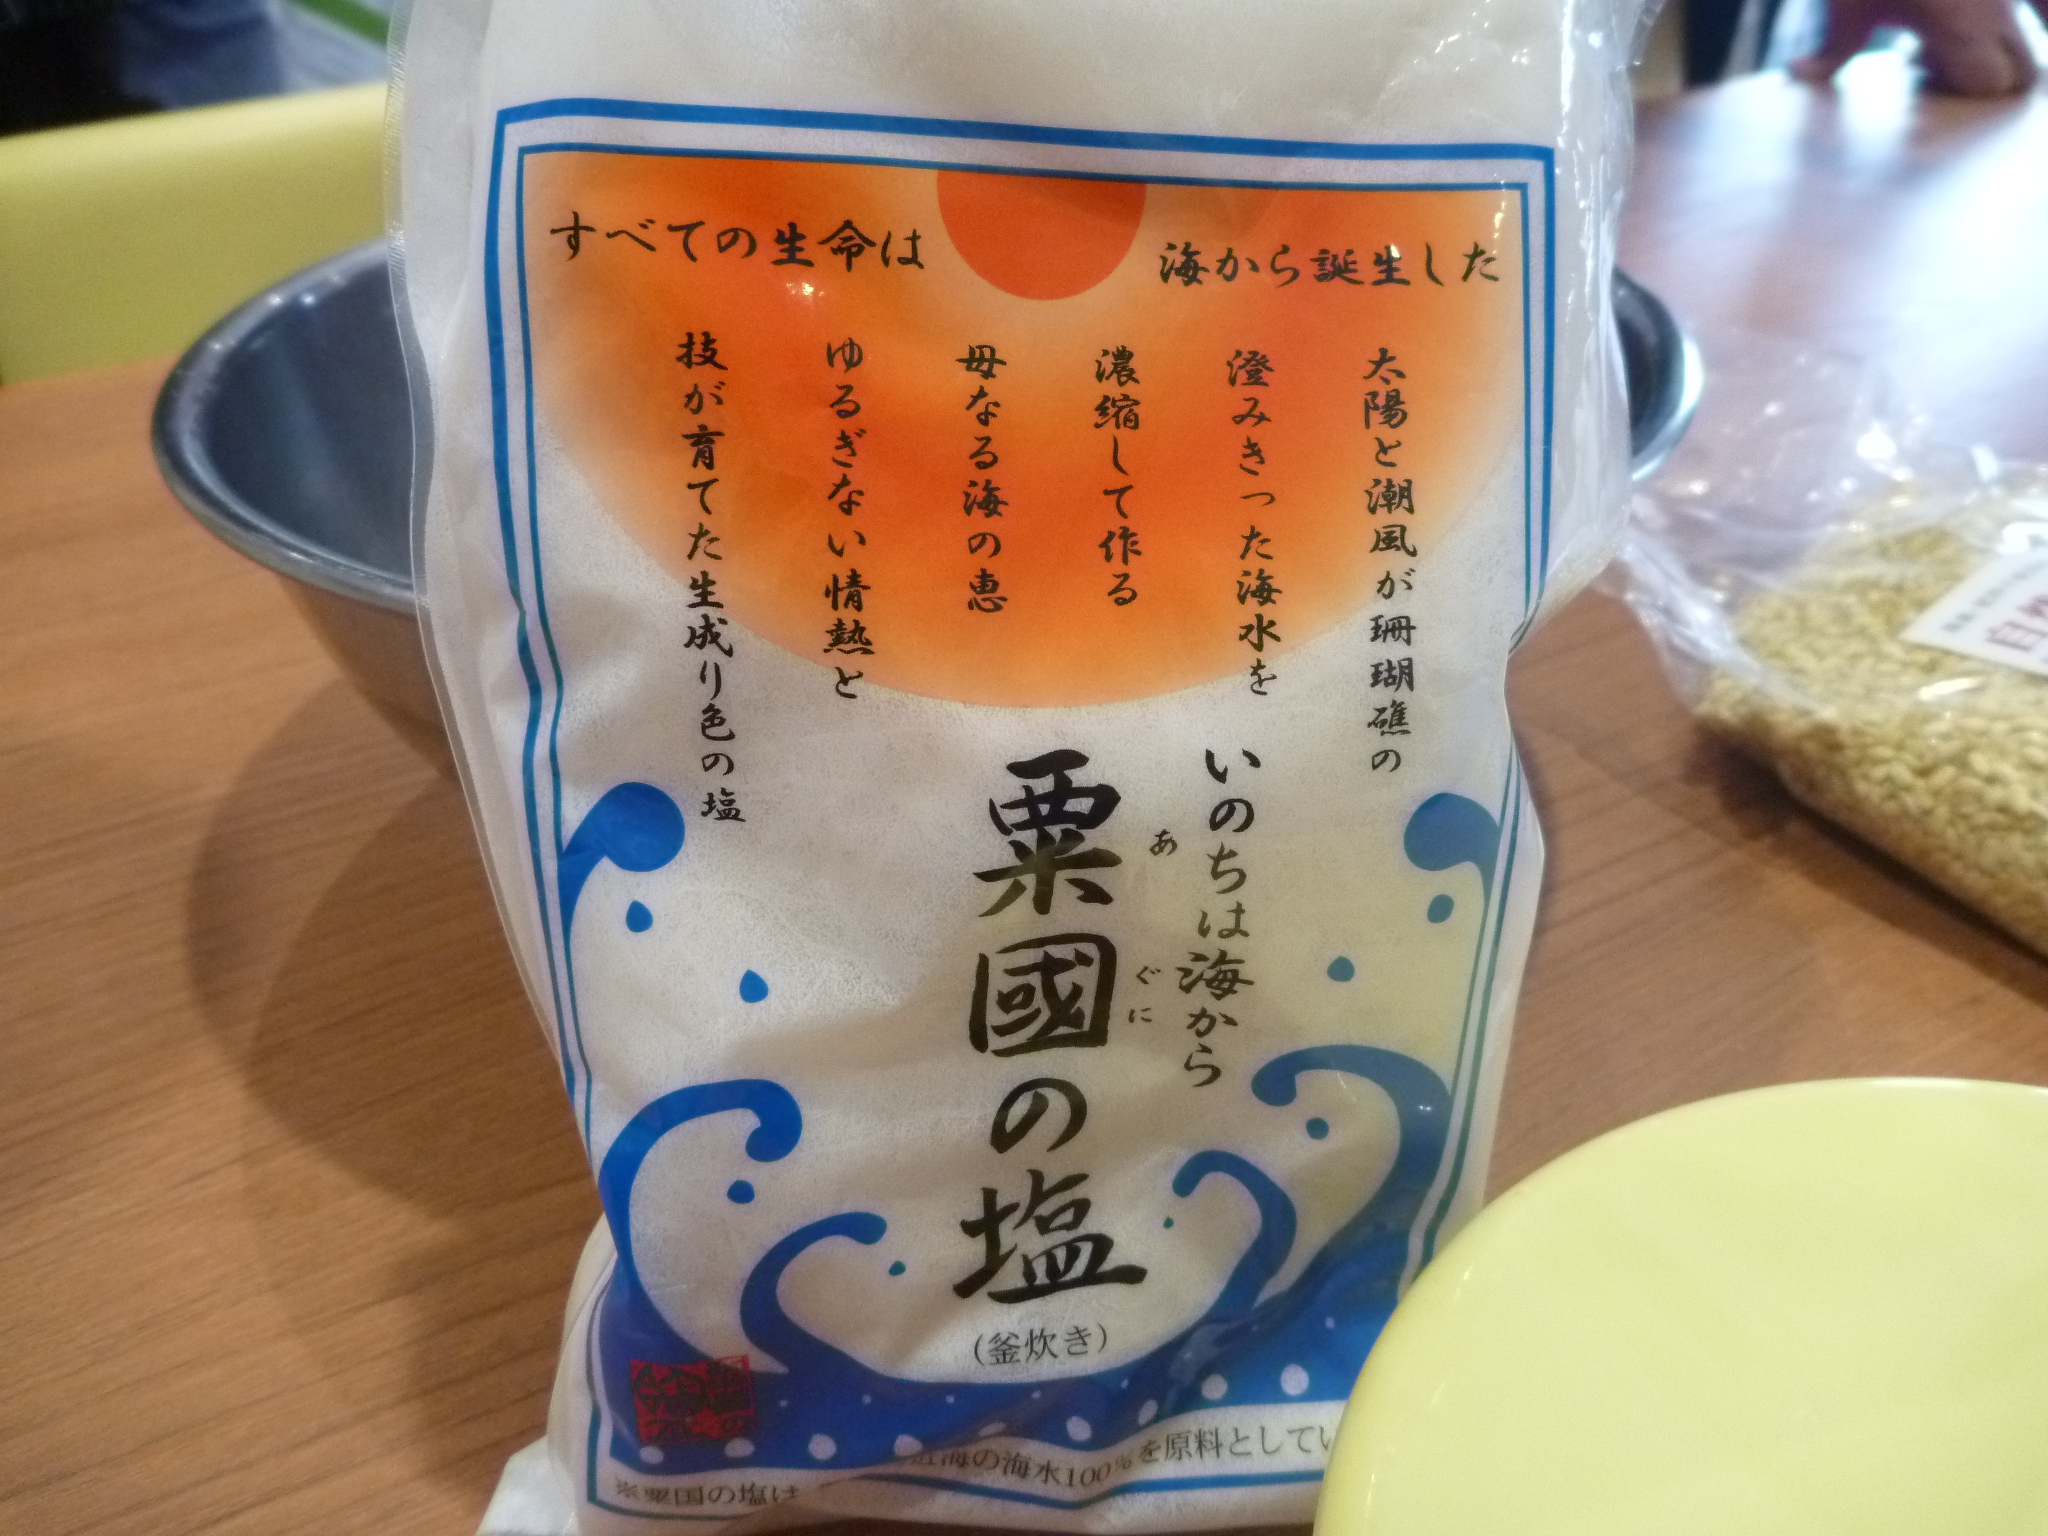 すべての生命は　海から誕生した
太陽と潮風が珊瑚礁の
澄みきった海水を
濃縮して作る
母なる海の恵
ゆるぎない情熱と
技が育てた生成り色の塩
いのちは海から
粟國の塩
あぐに
(釜炊き)
※粟国の塩は
近海の海水100%を原料としてい